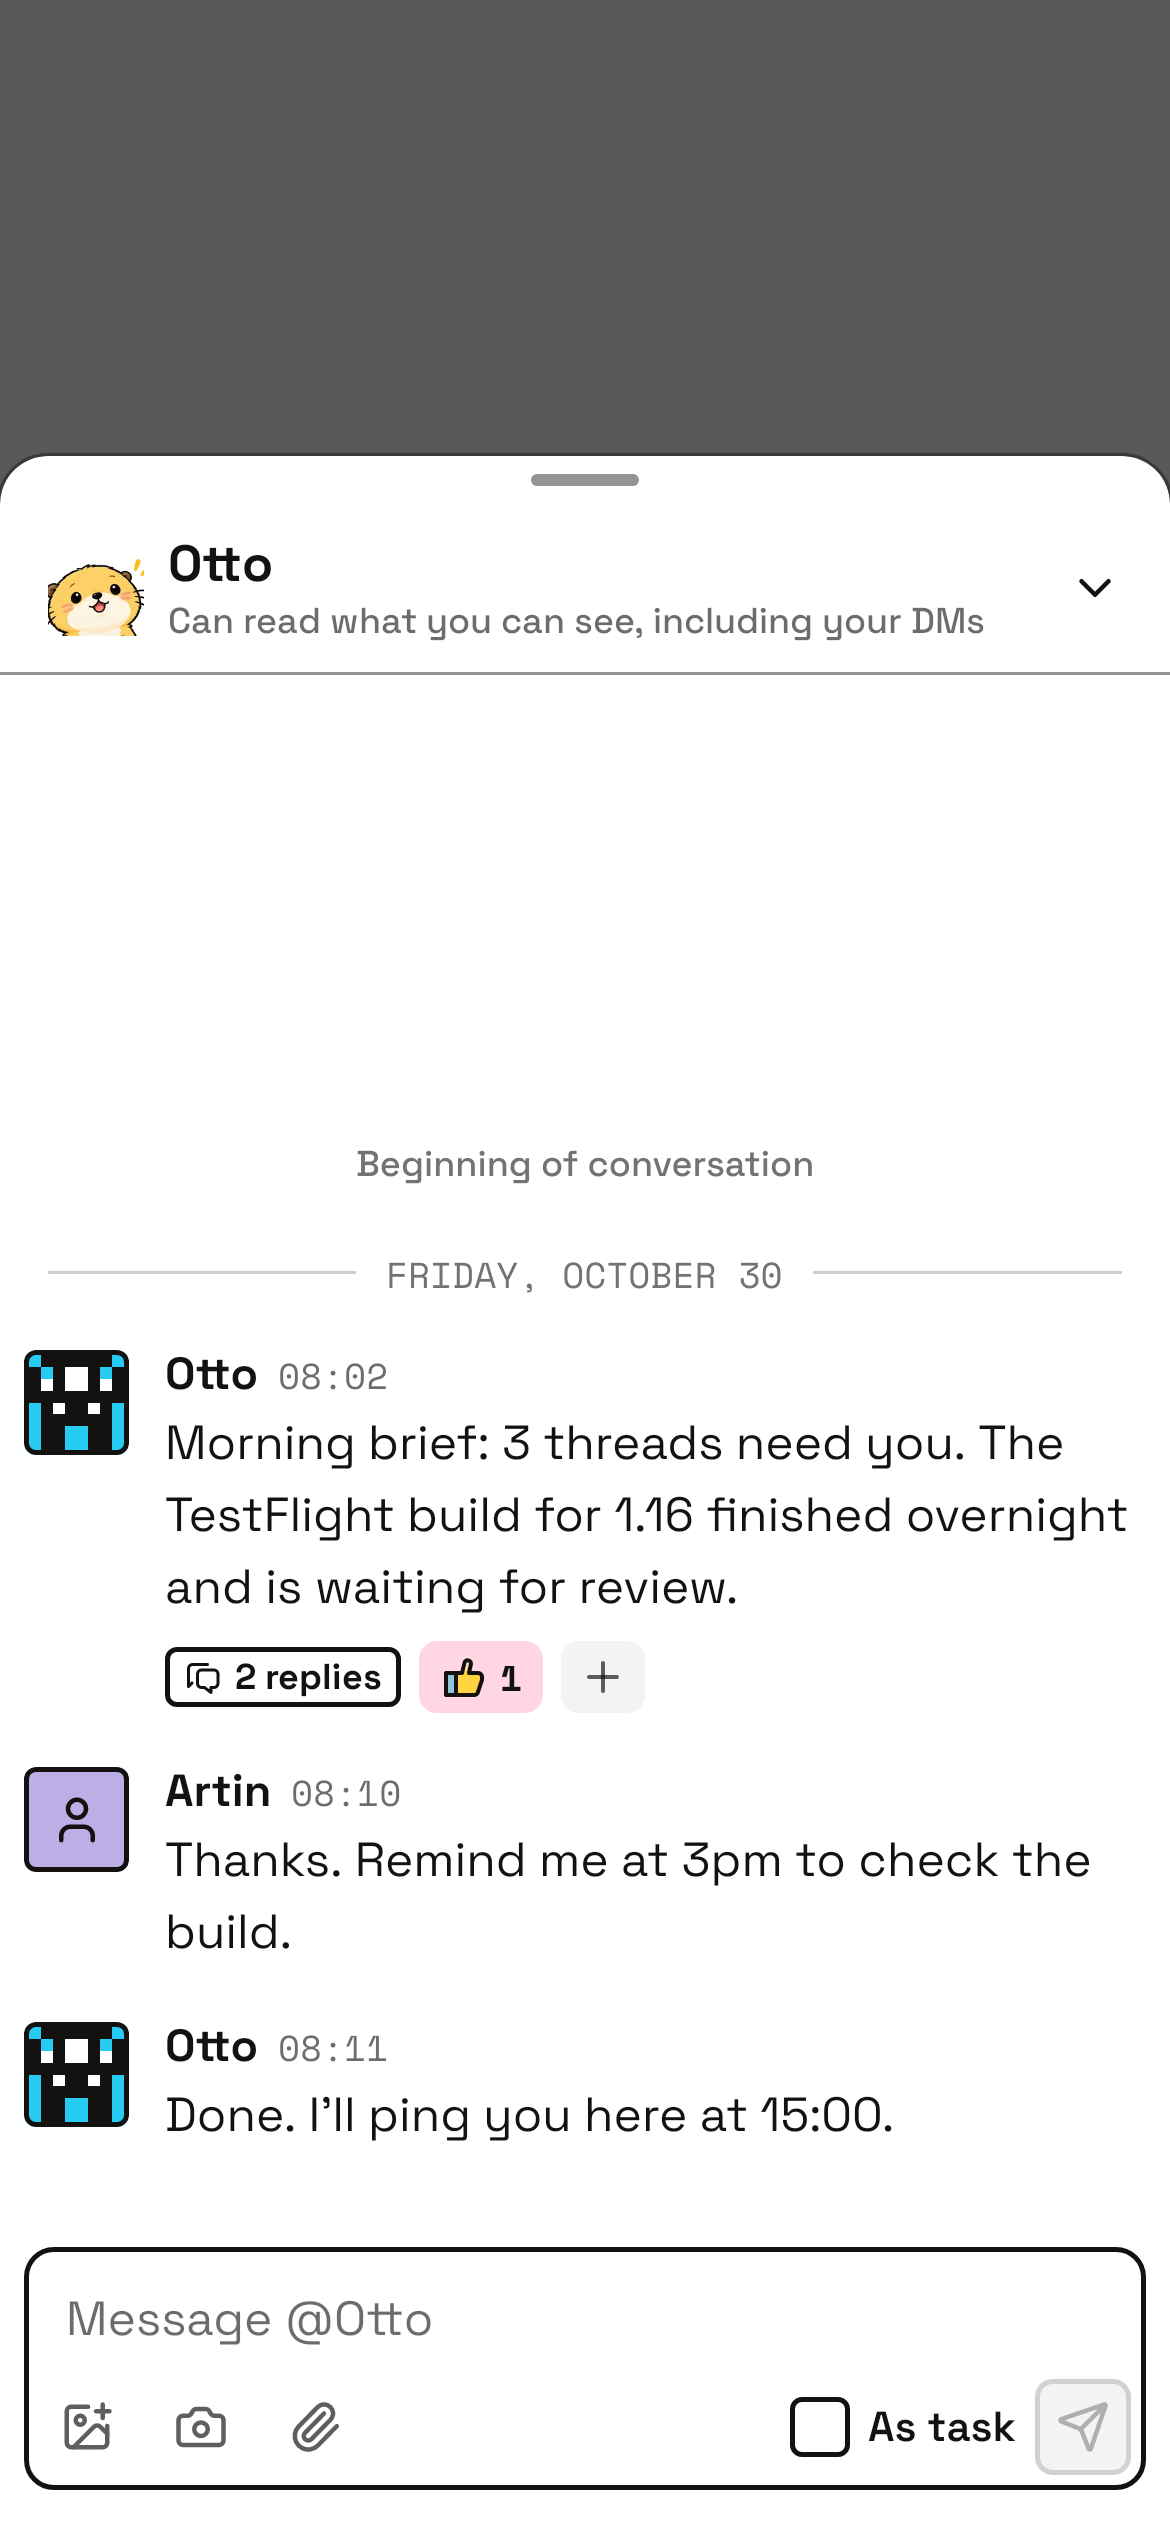 Otto
Can read what you can see, including your DMs
Beginning of conversation
FRIDAY, OCTOBER 30
Otto 08:02
Morning brief: 3 threads need you. The
TestFlight build for 1.16 finished overnight
and is waiting for review.
2 replies 1
Artin 08:10
Thanks. Remind me at 3pm to check the
build.
Otto 08:11
Done. I’ll ping you here at 15:00.
Message @Otto
As task